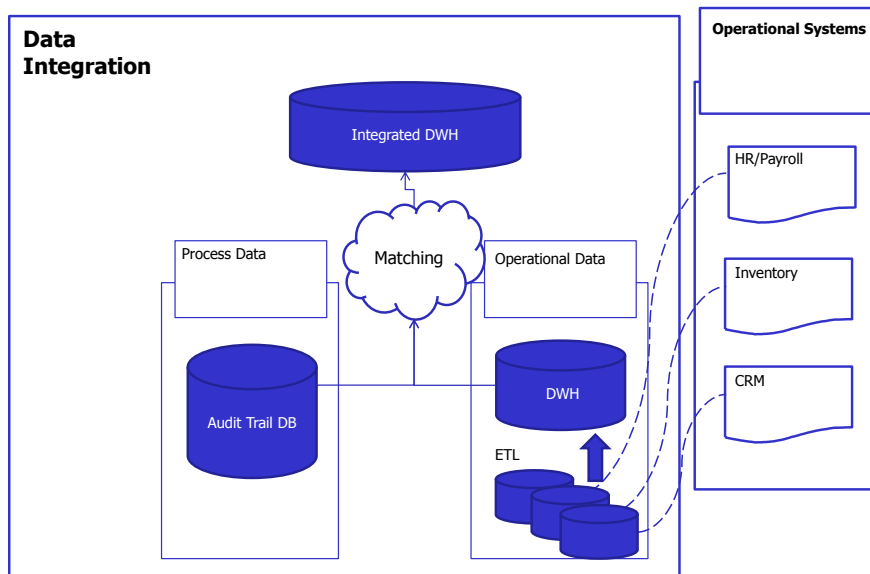 Data
Integration
Operational Systems
Integrated DWH
HR/Payroll
Process Data
Matching
Operational Data
Inventory
Audit Trail DB
DWH
CRM
ETL